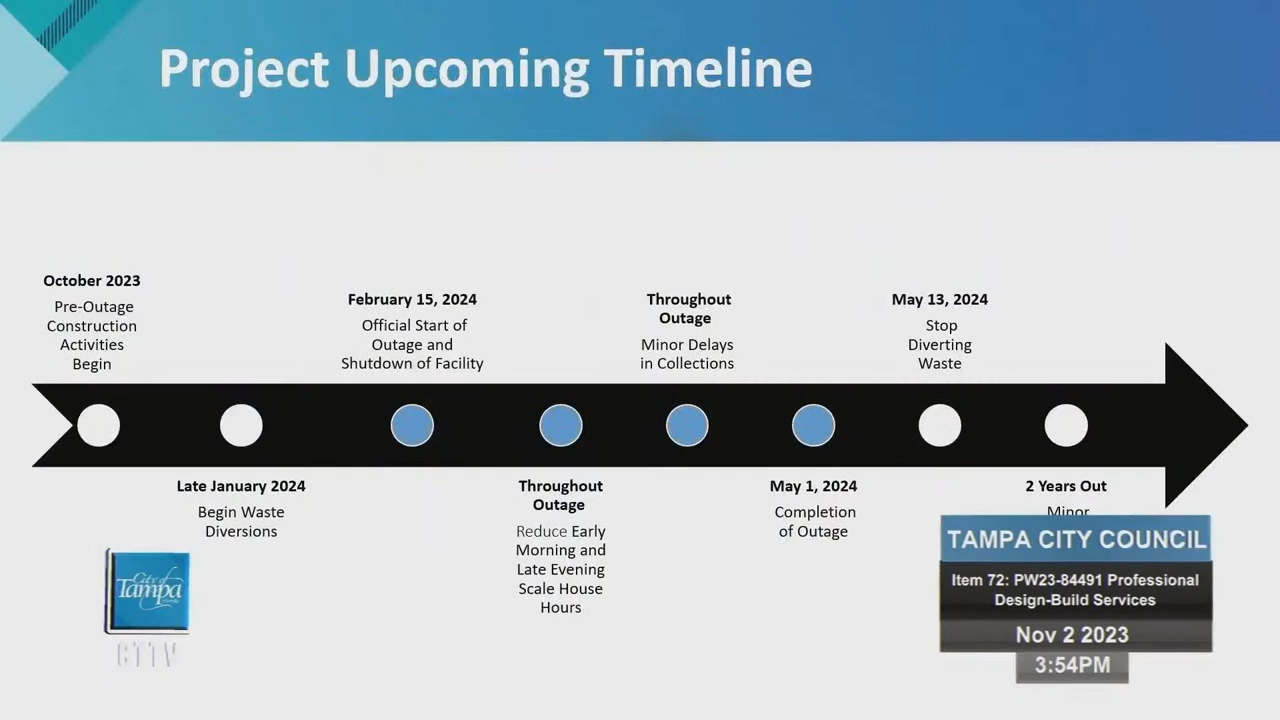 Project Upcoming Timeline
October 2023
Pre-Outage
Construction
Activities
Begin
Late January 2024
Begin Waste
Diversions
February 15, 2024
Official Start of
Outage and
Shutdown of Facility
Throughout
Outage
Reduce Early
Morning and
Late Evening
Scale House
Hours
Throughout
Outage
Minor Delays
in Collections
May 1, 2024
Completion
of Outage
May 13, 2024
Stop
Diverting
Waste
2 Years Out
Minor
City of
Tampa
CTTV
TAMPA CITY COUNCIL
Item 72: PW23-84491 Professional
Design-Build Services
Nov 2 2023
3:54PM